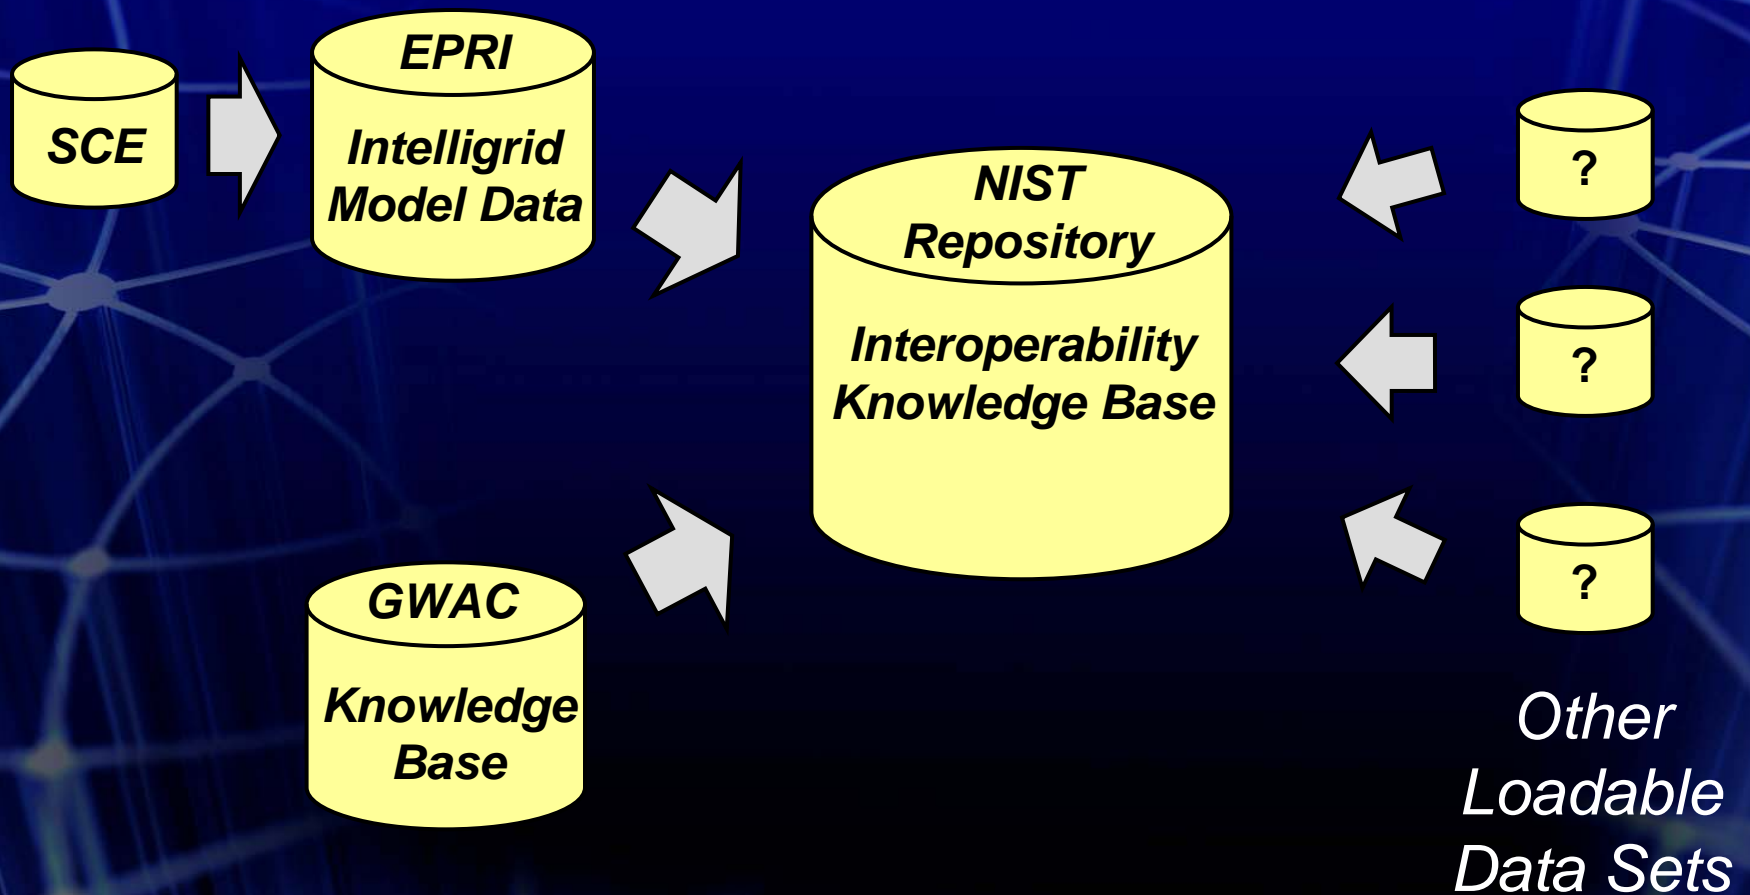 SCE
EPRI
Intelligrid
Model Data
NIST
Repository
Interoperability
Knowledge Base
GWAC
Knowledge
Base
?
?
?
Other
Loadable
Data Sets